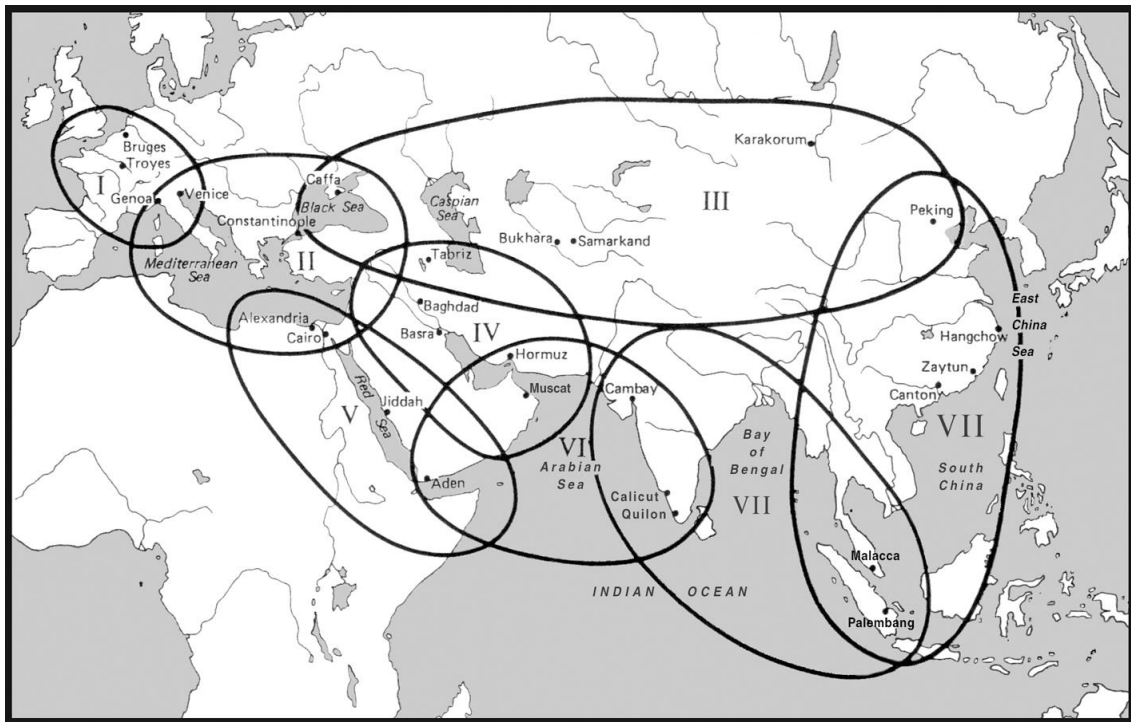 Karakorum
Bruges
Troyes
I
Genoa
Venice
Caffa
Black Sea
Caspian
Sea
III
Peking
Constantinople
Bukhara
Samarkand
II
Tabriz
Mediterranean
Sea
Baghdad
East
China
Sea
Alexandria
Cairo
Basra
IV
Hangchow
Hormuz
Zaytun
Muscat
Cambay
Canton
Red
Sea
V
Jiddah
VII
VI
Arabian
Sea
Bay
of
Bengal
South
China
Aden
Calicut
Quilon
VII
Malacca
INDIAN OCEAN
Palembang